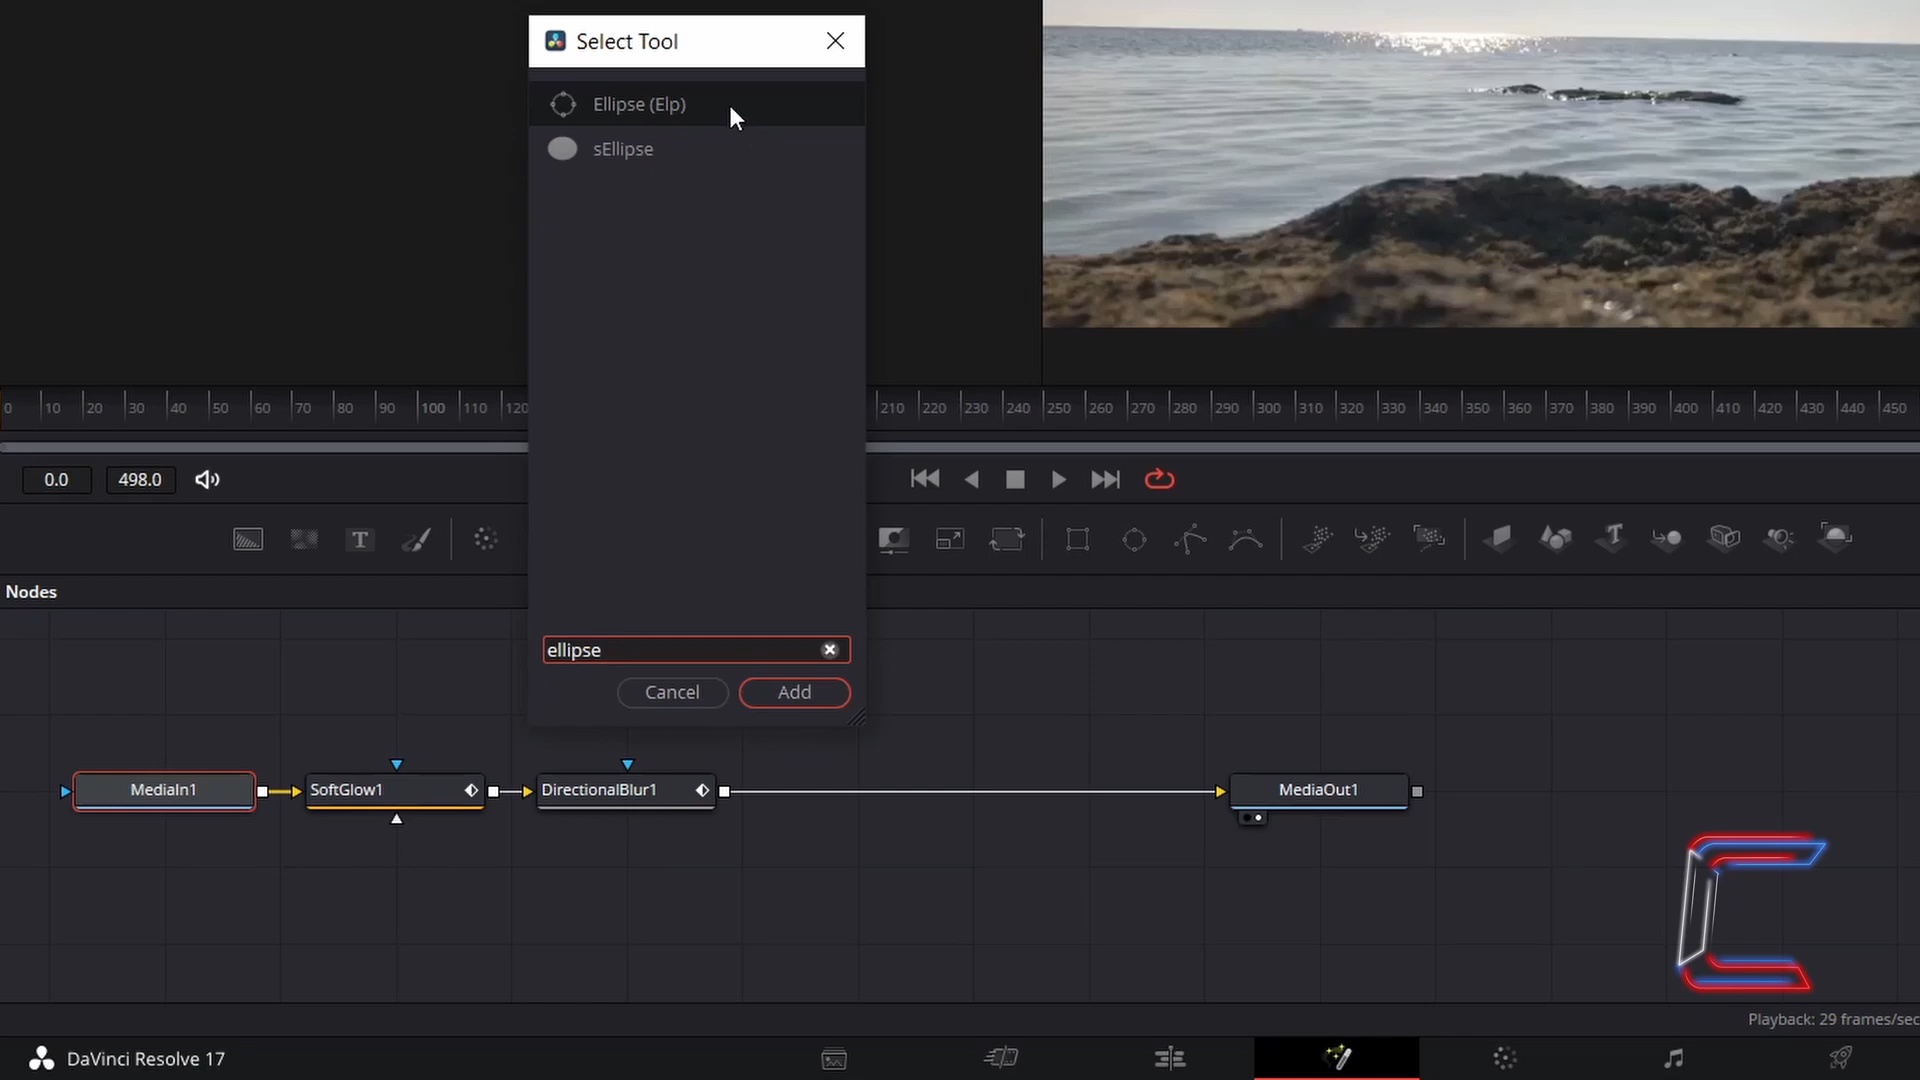 Select Tool
Ellipse (Elp)
sEllipse
0 10 20 30 40 50 60 70 80 90 100 110 120 210 220 230 240 250 260 270 280 290 300 310 320 330 340 350 360 370 380 390 400 410 420 430 440 450
0.0 498.0
T T
Nodes
ellipse
Cancel Add
MediaIn1 SoftGlow1 DirectionalBlur1 MediaOut1
Playback: 29 frames/sec
DaVinci Resolve 17